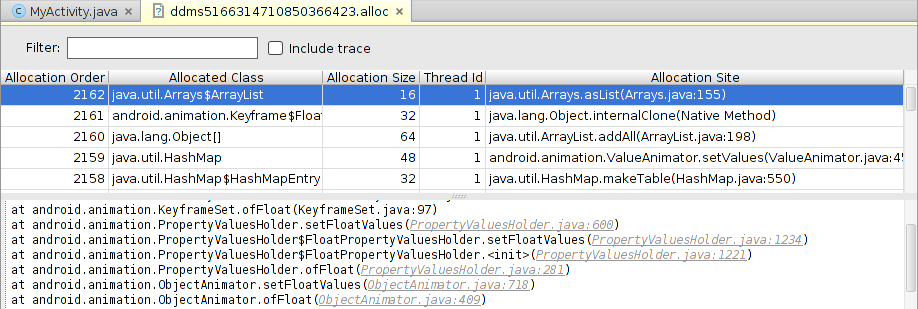 MyActivity.java × ddms5166314710850366423.alloc ×
Filter: Include trace
Allocation Order Allocated Class Allocation Size Thread Id Allocation Site
2162 java.util.Arrays$ArrayList 16 1 java.util.Arrays.asList(Arrays.java:155)
2161 android.animation.Keyframe$Floa 32 1 java.lang.Object.internalClone(Native Method)
2160 java.lang.Object[] 64 1 java.util.ArrayList.addAll(ArrayList.java:198)
2159 java.util.HashMap 48 1 android.animation.ValueAnimator.setValues(ValueAnimator.java:45
2158 java.util.HashMap$HashMapEntry 32 1 java.util.HashMap.makeTable(HashMap.java:550)
at android.animation.KeyframeSet.ofFloat(KeyframeSet.java:97)
at android.animation.PropertyValuesHolder.setFloatValues(PropertyValuesHolder.java:600)
at android.animation.PropertyValuesHolder$FloatPropertyValuesHolder.setFloatValues(PropertyValuesHolder.java:1234)
at android.animation.PropertyValuesHolder$FloatPropertyValuesHolder.<init>(PropertyValuesHolder.java:1221)
at android.animation.PropertyValuesHolder.ofFloat(PropertyValuesHolder.java:281)
at android.animation.ObjectAnimator.setFloatValues(ObjectAnimator.java:718)
at android.animation.ObjectAnimator.ofFloat(ObjectAnimator.java:409)